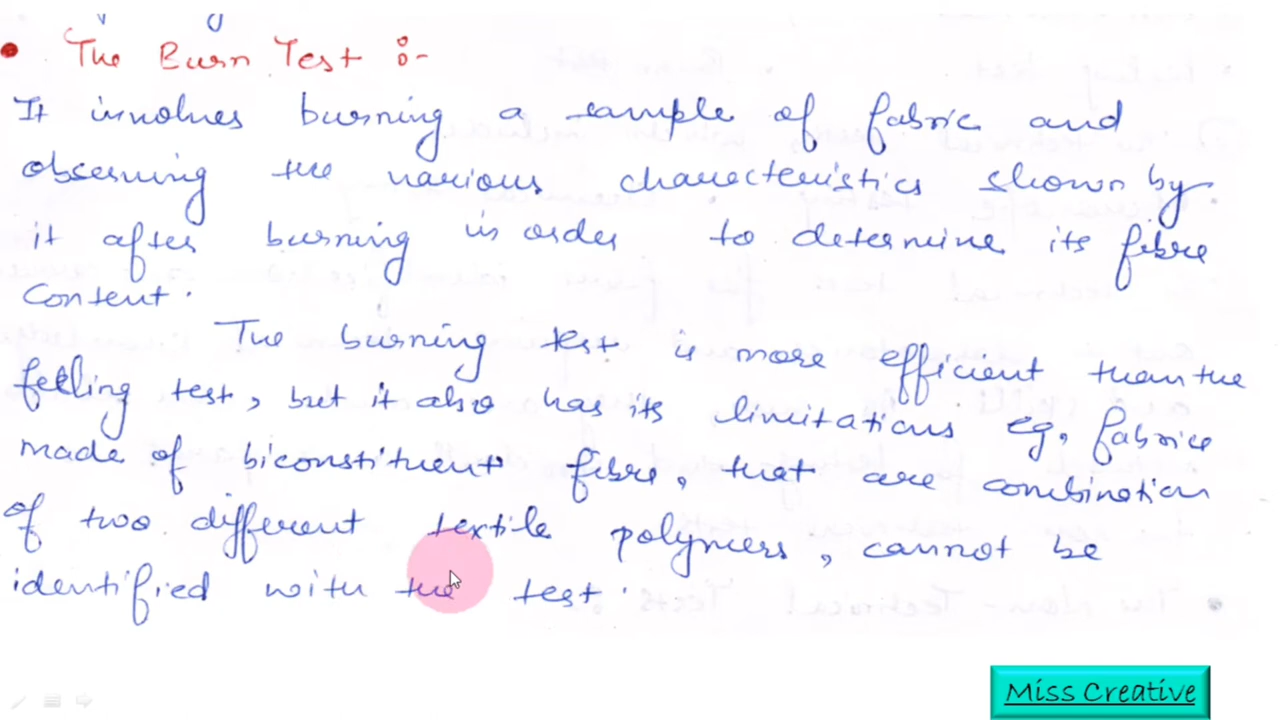 The Burn Test :-
It involves burning a sample of fabric and
observing the various characteristics shown by
it after burning in order to determine its fibre
content.
The burning test is more efficient than the
feeling test, but it also has its limitations eg, fabrics
made of biconstituent fibre, that are combination
of two different textile polymers, cannot be
identified with the test.
Miss Creative